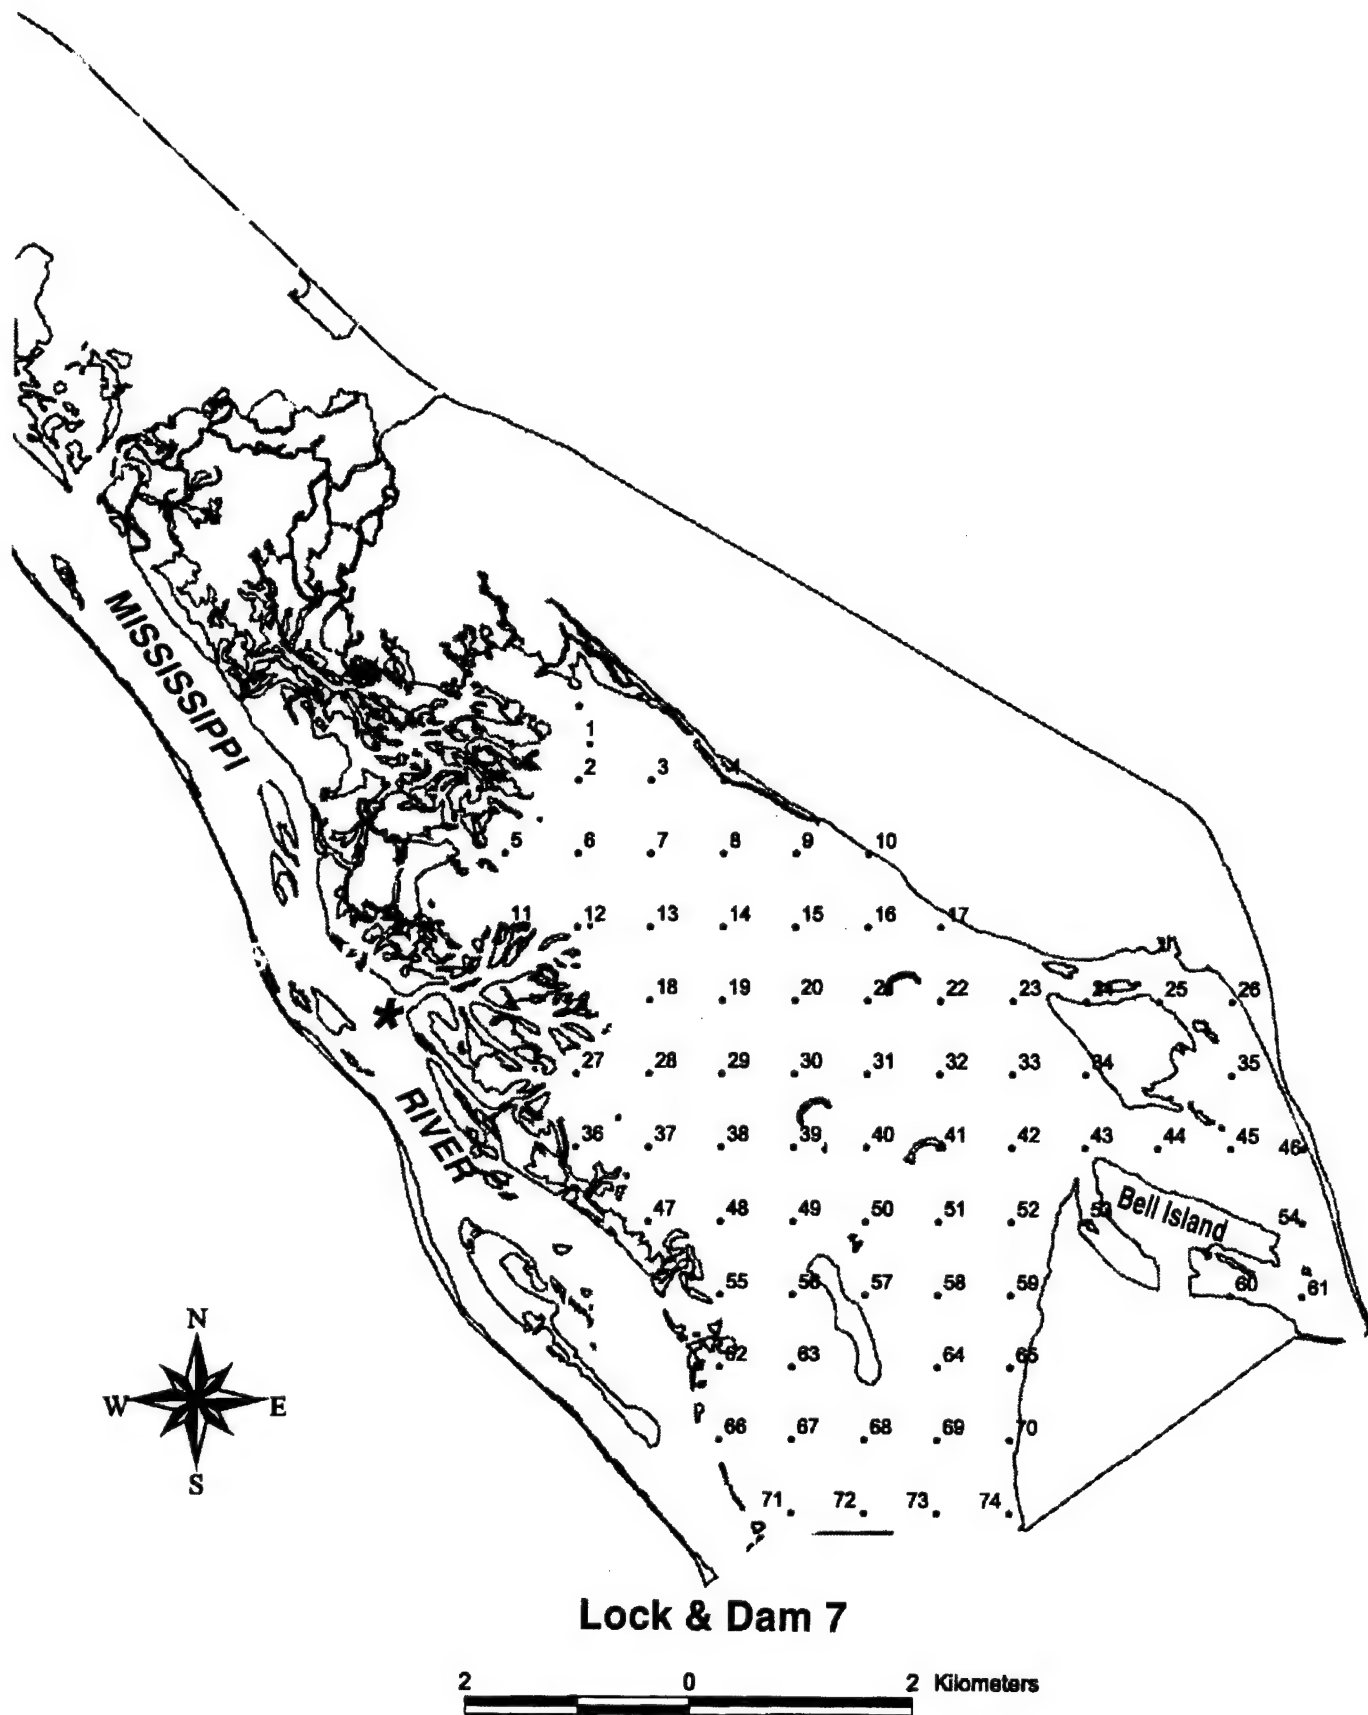 MISSISSIPPI
1
2 3 4
5 6 7 8 9 10
11 12 13 14 15 16 17
18 19 20 21 22 23 24 25 26
*
27 28 29 30 31 32 33 34 35
RIVER
36 37 38 39 40 41 42 43 44 45 46
47 48 49 50 51 52 53 Bell Island 54
55 56 57 58 59 60 61
N
W E
S
62 63 64 65
66 67 68 69 70
71 72 73 74
Lock & Dam 7
2 0 2 Kilometers